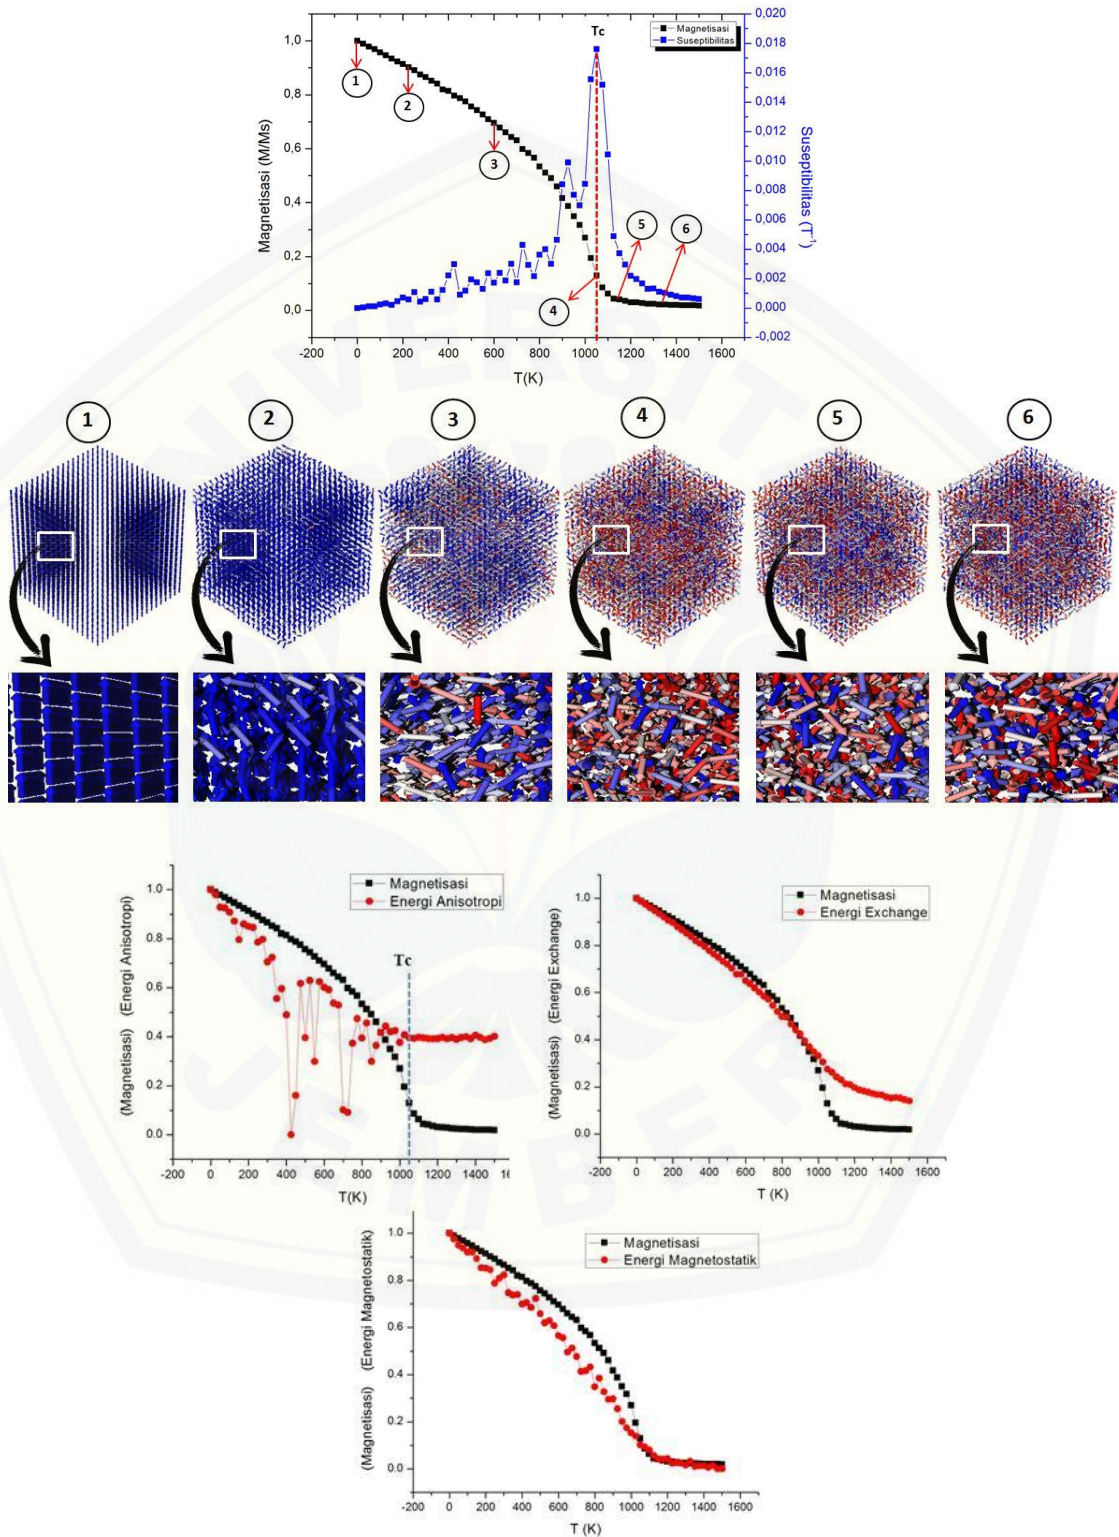 Tc
Magnetisasi
Suseptibilitas
1,0
0,8
0,6
0,4
0,2
0,0
Magnetisasi (M/Ms)
0,020
0,018
0,016
0,014
0,012
0,010
0,008
0,006
0,004
0,002
0,000
-0,002
Suseptibilitas (T⁻¹)
1
2
3
4
5
6
-200 0 200 400 600 800 1000 1200 1400 1600
T(K)
1 2 3 4 5 6
UNIVERSITAS JEMBER
Magnetisasi
Energi Anisotropi
Tc
(Magnetisasi) (Energi Anisotropi)
1.0
0.8
0.6
0.4
0.2
0.0
-200 0 200 400 600 800 1000 1200 1400 1600
T(K)
Magnetisasi
Energi Exchange
(Magnetisasi) (Energi Exchange)
1.0
0.8
0.6
0.4
0.2
0.0
-200 0 200 400 600 800 1000 1200 1400 1600
T (K)
Magnetisasi
Energi Magnetostatik
(Magnetisasi) (Energi Magnetostatik)
1.0
0.8
0.6
0.4
0.2
0.0
-200 0 200 400 600 800 1000 1200 1400 1600
T (K)